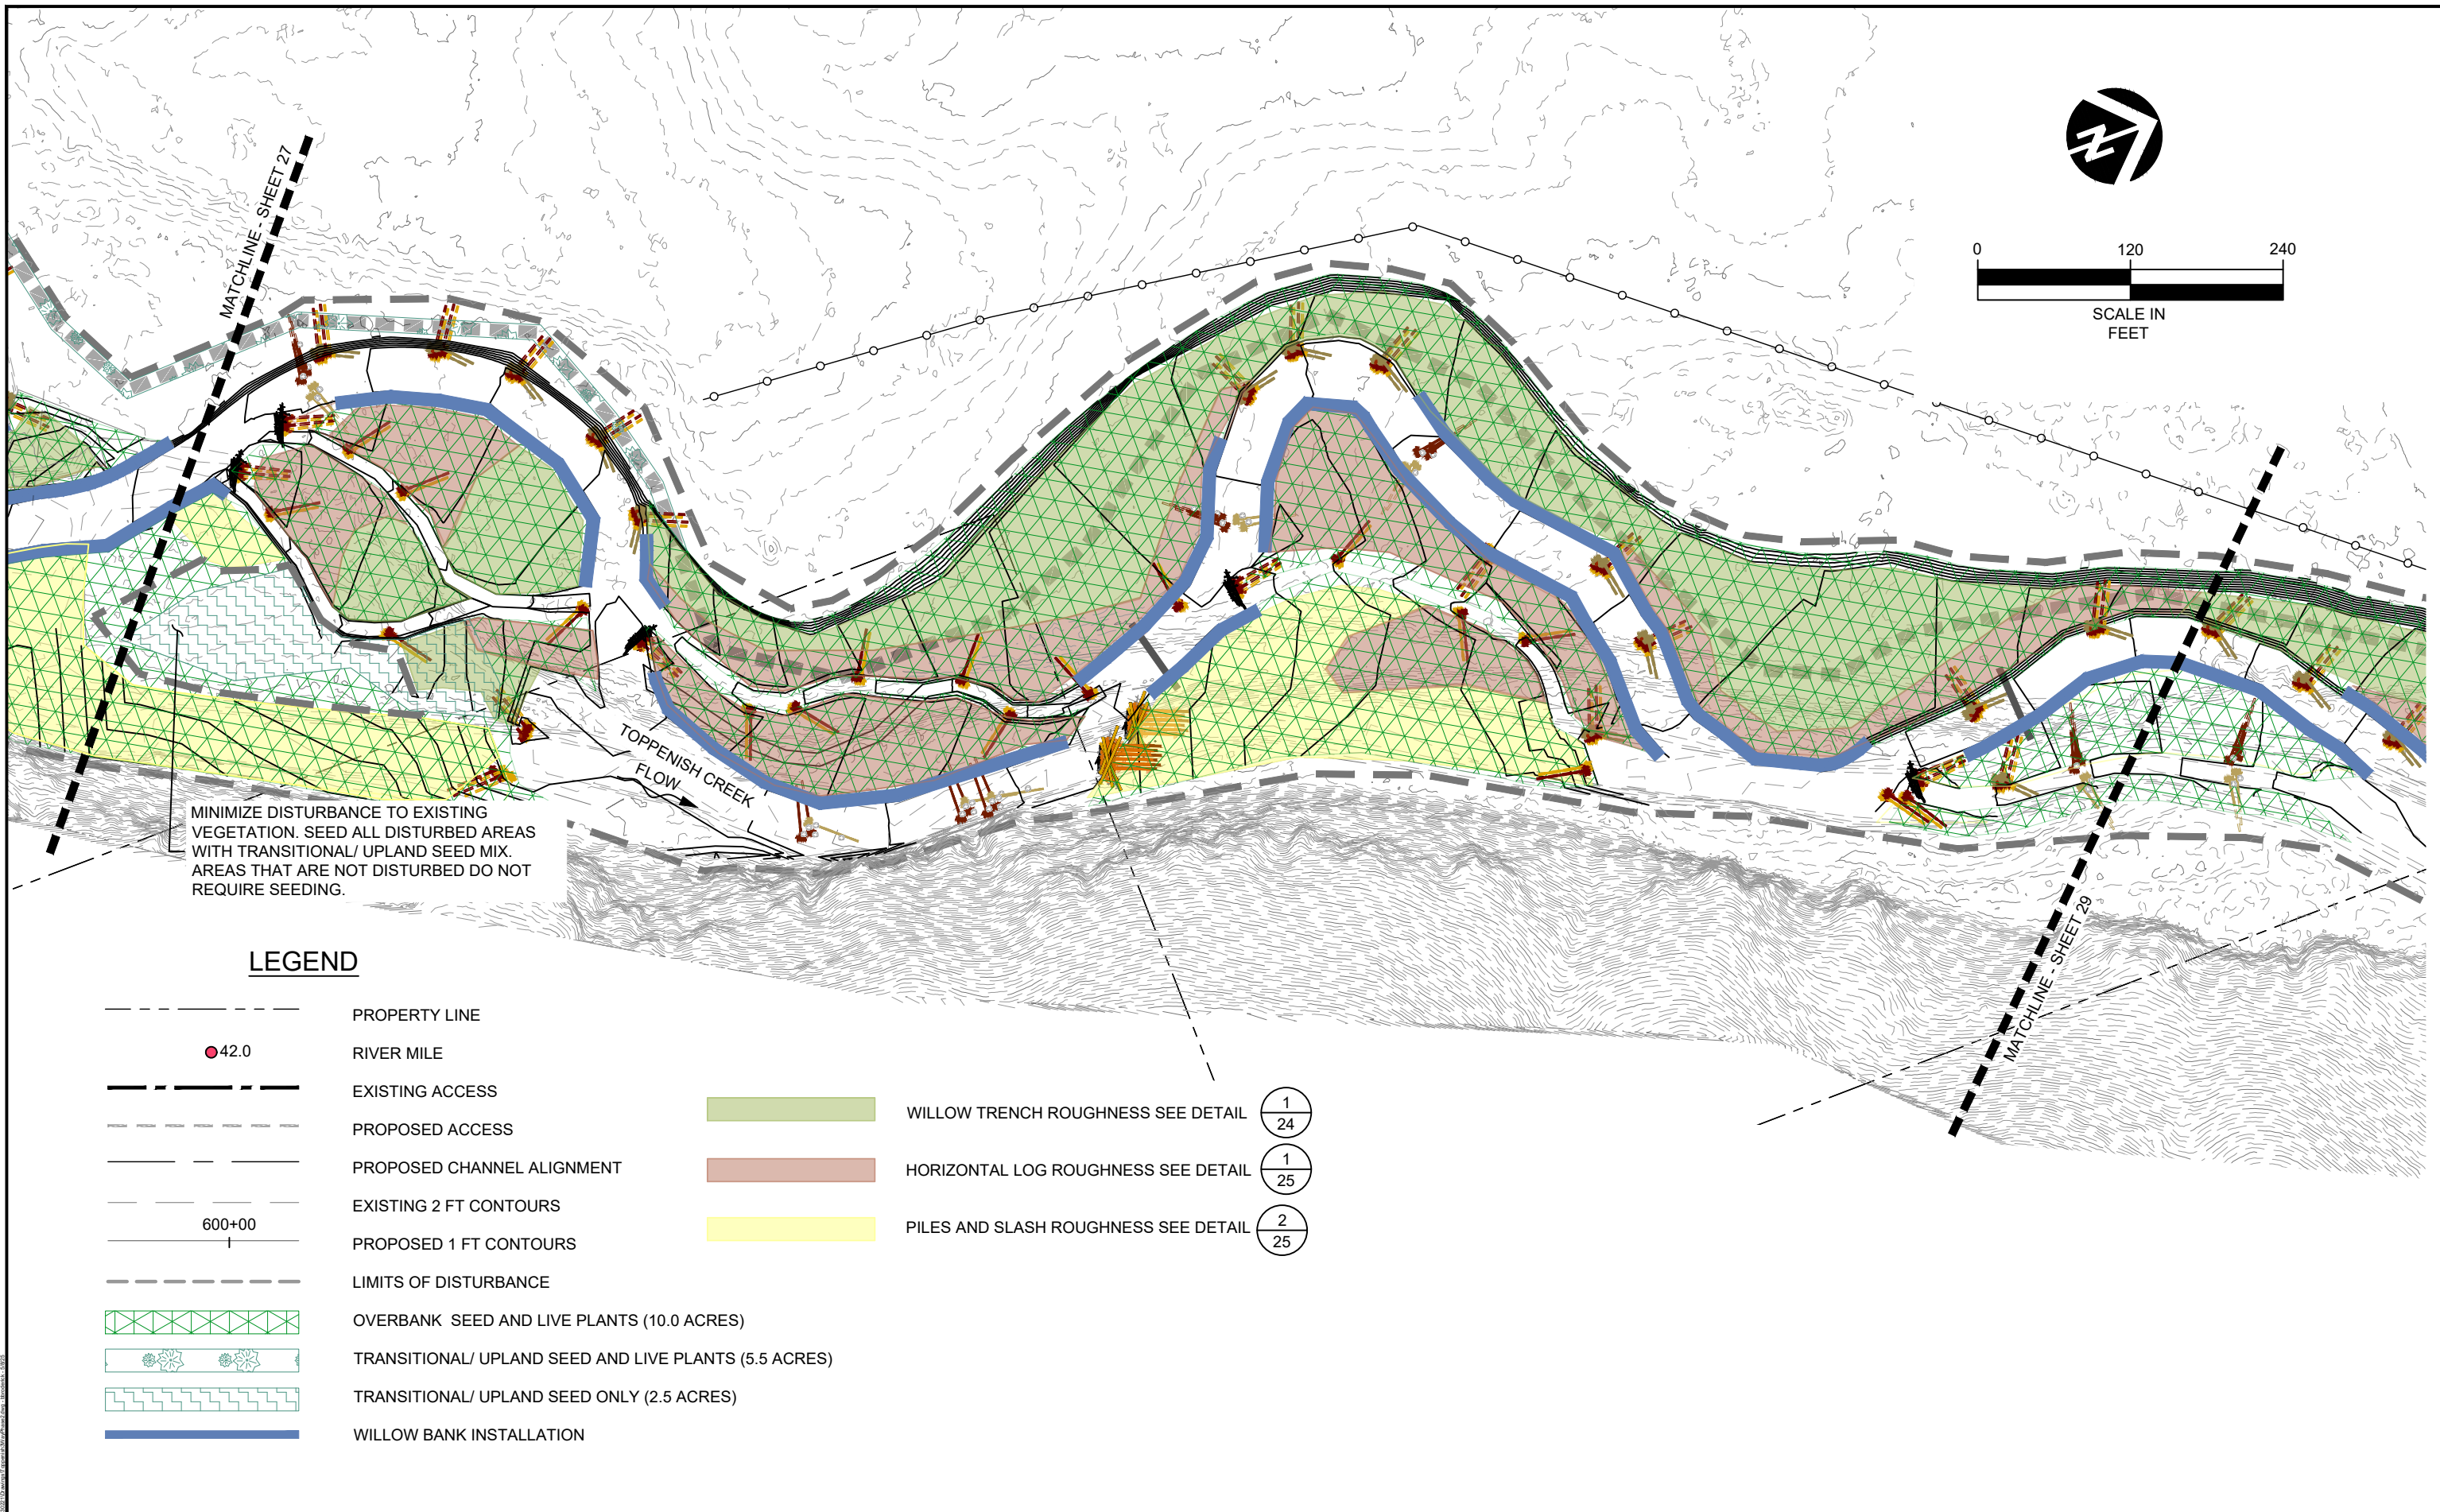 MATCHLINE - SHEET 27
N
0 120 240
SCALE IN
FEET
TOPPENISH CREEK
FLOW
MINIMIZE DISTURBANCE TO EXISTING
VEGETATION. SEED ALL DISTURBED AREAS
WITH TRANSITIONAL/ UPLAND SEED MIX.
AREAS THAT ARE NOT DISTURBED DO NOT
REQUIRE SEEDING.
MATCHLINE - SHEET 29
LEGEND
PROPERTY LINE
42.0 RIVER MILE
EXISTING ACCESS
PROPOSED ACCESS
PROPOSED CHANNEL ALIGNMENT
EXISTING 2 FT CONTOURS
600+00
PROPOSED 1 FT CONTOURS
LIMITS OF DISTURBANCE
OVERBANK SEED AND LIVE PLANTS (10.0 ACRES)
TRANSITIONAL/ UPLAND SEED AND LIVE PLANTS (5.5 ACRES)
TRANSITIONAL/ UPLAND SEED ONLY (2.5 ACRES)
WILLOW BANK INSTALLATION
WILLOW TRENCH ROUGHNESS SEE DETAIL 1
24
HORIZONTAL LOG ROUGHNESS SEE DETAIL 1
25
PILES AND SLASH ROUGHNESS SEE DETAIL 2
25